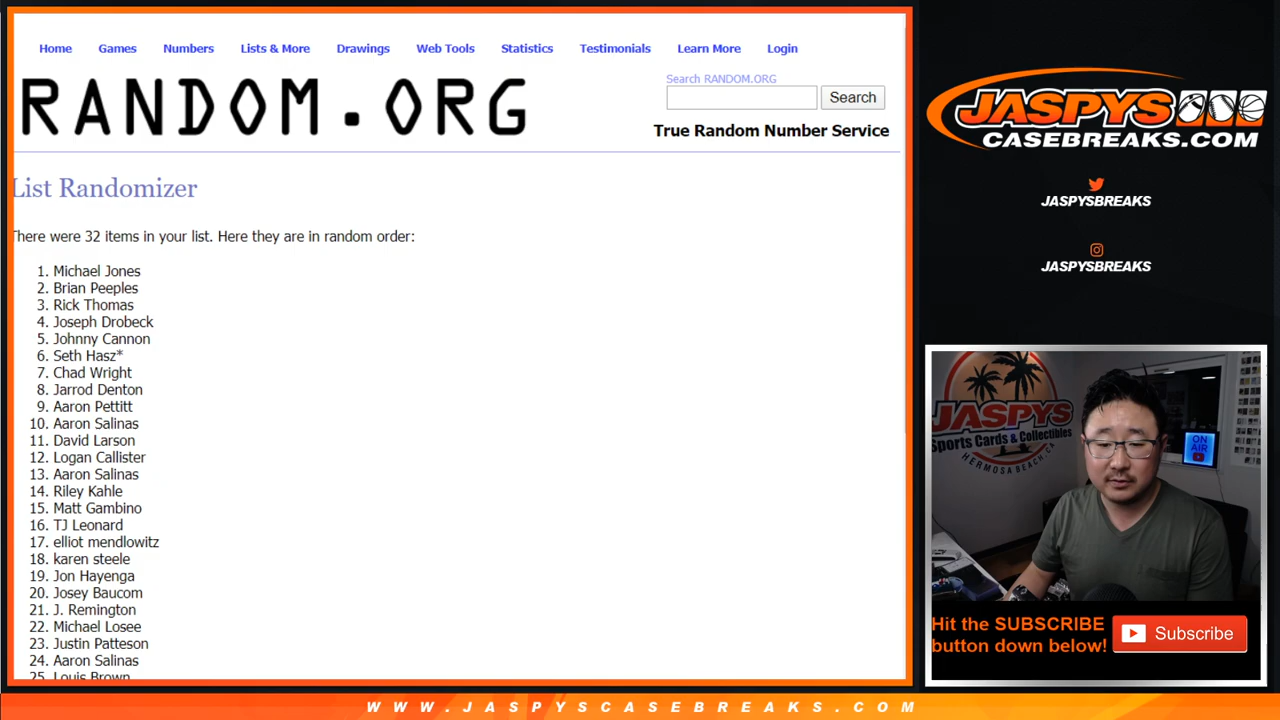 Home Games Numbers Lists & More Drawings Web Tools Statistics Testimonials Learn More Login
RANDOM.ORG
Search RANDOM.ORG
Search
True Random Number Service
List Randomizer
There were 32 items in your list. Here they are in random order:
1. Michael Jones
2. Brian Peeples
3. Rick Thomas
4. Joseph Drobeck
5. Johnny Cannon
6. Seth Hasz*
7. Chad Wright
8. Jarrod Denton
9. Aaron Pettitt
10. Aaron Salinas
11. David Larson
12. Logan Callister
13. Aaron Salinas
14. Riley Kahle
15. Matt Gambino
16. TJ Leonard
17. elliot mendlowitz
18. karen steele
19. Jon Hayenga
20. Josey Baucom
21. J. Remington
22. Michael Losee
23. Justin Patteson
24. Aaron Salinas
25. Louis Brown
JASPYS
CASEBREAKS.COM
JASPYSBREAKS
JASPYSBREAKS
JASPYS
Sports Cards & Collectibles
HERMOSA BEACH, CA
ON AIR
Hit the SUBSCRIBE
button down below!
Subscribe
WWW.JASPYSCASEBREAKS.COM